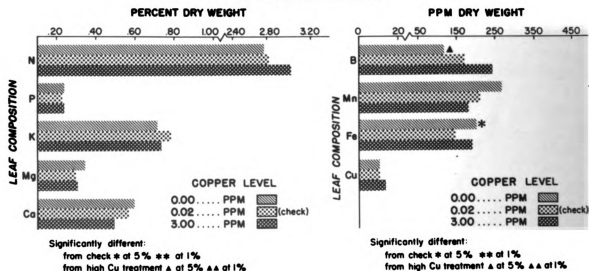 PERCENT DRY WEIGHT
.10 .40 .80 1.20 2.40 2.80 3.20
LEAF COMPOSITION
N
P
K
Mg
Ca
COPPER LEVEL
0.00 ..... PPM
0.02 ..... PPM (check)
3.00 ..... PPM
Significantly different:
from check * at 5% ** at 1%
from high Cu treatment ▲ at 5% ▲▲ at 1%
PPM DRY WEIGHT
0 20 150 250 350 450
LEAF COMPOSITION
B ▲
Mn
Fe *
Cu
COPPER LEVEL
0.00 ..... PPM
0.02 ..... PPM (check)
3.00 ..... PPM
Significantly different:
from check * at 5% ** at 1%
from high Cu treatment ▲ at 5% ▲▲ at 1%